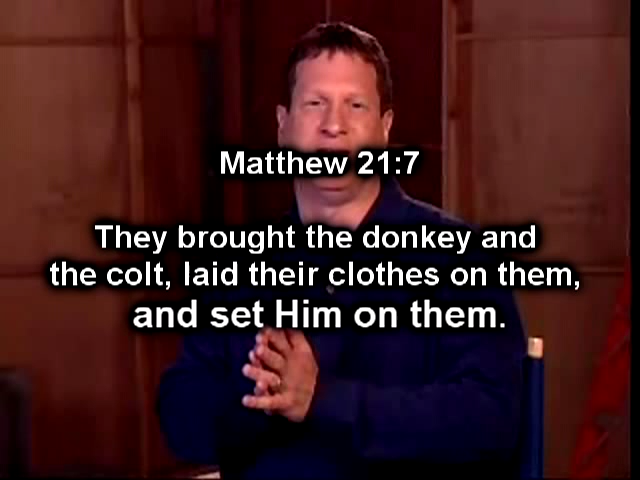 Matthew 21:7
They brought the donkey and
the colt, laid their clothes on them,
and set Him on them.